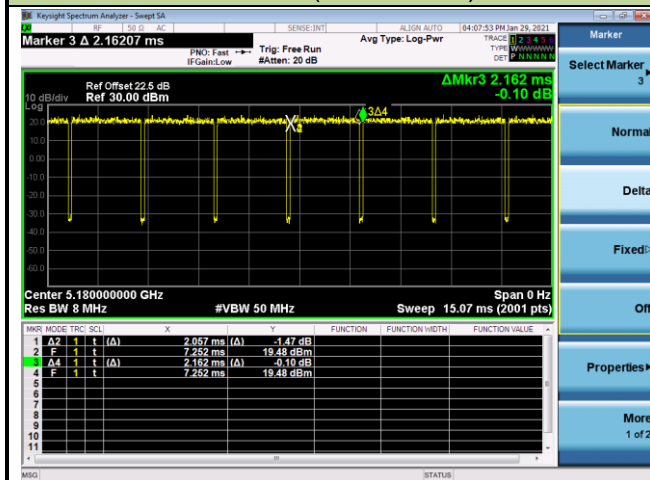 Keysight Spectrum Analyzer - Swept SA
RF 50 Ω AC SENSE:INT ALIGN AUTO 04:07:53 PM Jan 29, 2021
Marker 3 Δ 2.16207 ms
PNO: Fast
IFGain:Low
Trig: Free Run
#Atten: 20 dB
Avg Type: Log-Pwr
TRACE 1 2 3 4 5 6
TYPE WWWWWW
DET P N N N N N
Ref Offset 22.5 dB
10 dB/div Ref 30.00 dBm
Log
ΔMkr3 2.162 ms
-0.10 dB
20.0
10.0
0.00
-10.0
-20.0
-30.0
-40.0
-50.0
-60.0
3Δ4
Center 5.180000000 GHz Span 0 Hz
Res BW 8 MHz #VBW 50 MHz Sweep 15.07 ms (2001 pts)
MKR MODE TRC SCL X Y FUNCTION FUNCTION WIDTH FUNCTION VALUE
1 Δ2 1 t (Δ) 2.057 ms (Δ) -1.47 dB
2 F 1 t 7.252 ms 19.48 dBm
3 Δ4 1 t (Δ) 2.162 ms (Δ) -0.10 dB
4 F 1 t 7.252 ms 19.48 dBm
5
6
7
8
9
10
11
MSG STATUS
Marker
Select Marker
3
Normal
Delta
Fixed
Off
Properties
More
1 of 2